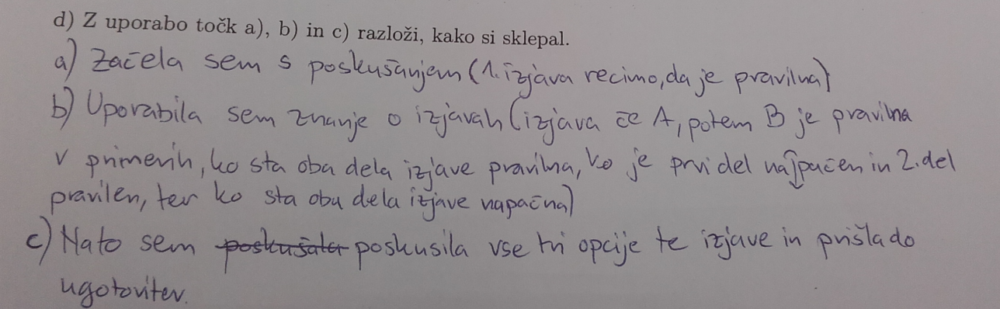 d) Z uporabo točk a), b) in c) razloži, kako si sklepal.
a) Začela sem s poskušanjem (1. izjava recimo, da je pravilna)
b) Uporabila sem znanje o izjavah (izjava če A, potem B je pravilna
v primerih, ko sta oba dela izjave pravilna, ko je prvi del napačen in 2. del
pravilen, ter ko sta oba dela izjave napačna)
c) Nato sem poskušala poskusila vse tri opcije te izjave in prišla do
ugotovitev.